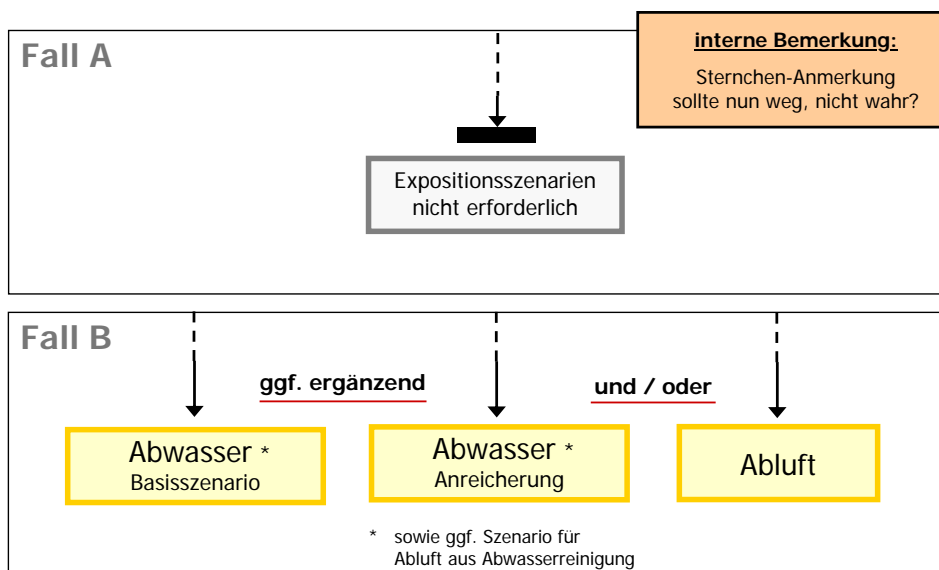 Fall A
interne Bemerkung:
Sternchen-Anmerkung
sollte nun weg, nicht wahr?
Expositionsszenarien
nicht erforderlich
Fall B
ggf. ergänzend
und / oder
Abwasser *
Basisszenario
Abwasser *
Anreicherung
Abluft
* sowie ggf. Szenario für
Abluft aus Abwasserreinigung